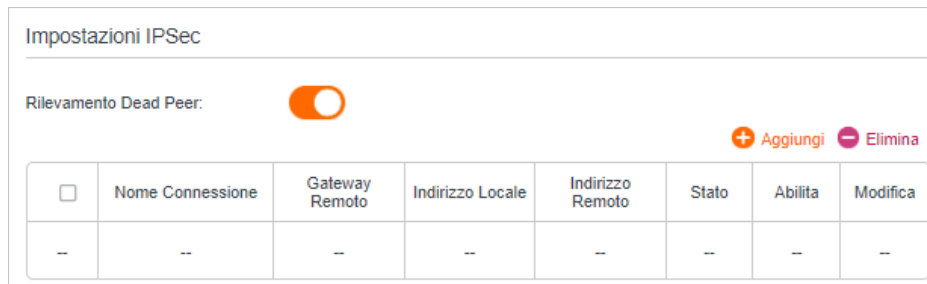 Impostazioni IPSec
Rilevamento Dead Peer:
Aggiungi Elimina
Nome Connessione Gateway Remoto Indirizzo Locale Indirizzo Remoto Stato Abilita Modifica
-- -- -- -- -- -- -- --